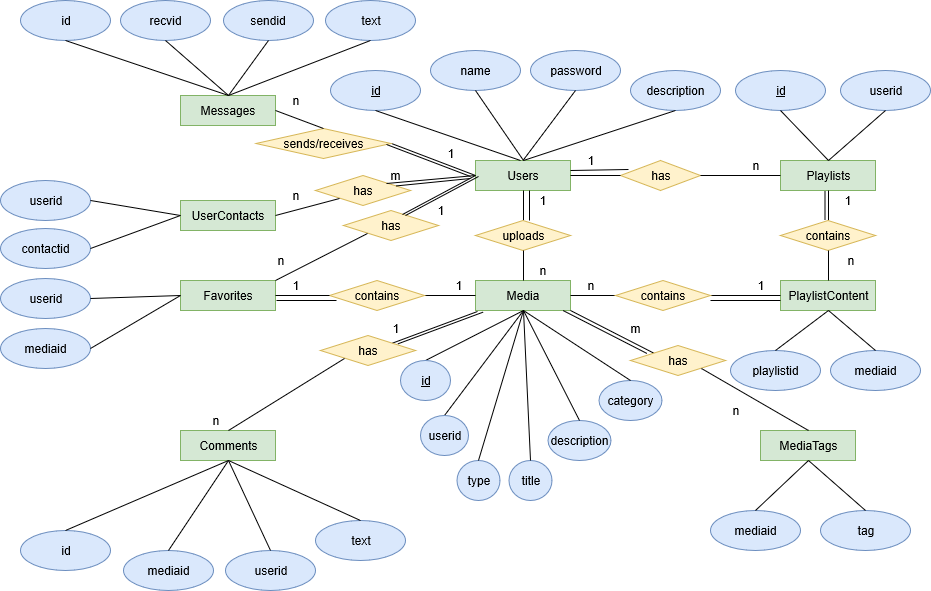 id
recvid
sendid
text
name
password
id
description
id
userid
Messages
n
sends/receives
1
Users
1
has
n
Playlists
userid
contactid
UserContacts
n
has
m
has
1
n
1
uploads
n
1
contains
n
userid
mediaid
Favorites
1
contains
1
Media
n
contains
1
PlaylistContent
playlistid
mediaid
1
has
n
id
userid
type
title
description
category
m
has
n
Comments
MediaTags
id
mediaid
userid
text
mediaid
tag